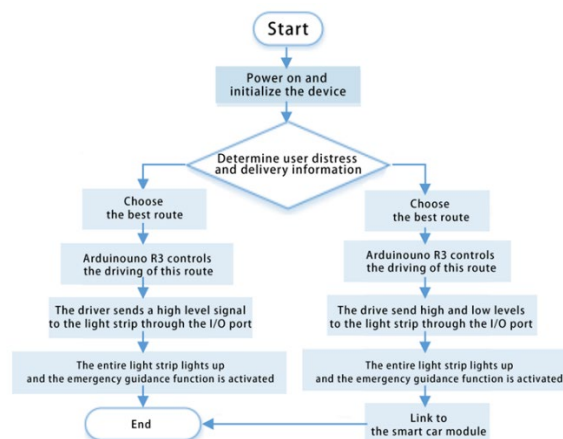 Start
Power on and
initialize the device
Determine user distress
and delivery information
Choose
the best route
Arduinouno R3 controls
the driving of this route
The driver sends a high level signal
to the light strip through the I/O port
The entire light strip lights up
and the emergency guidance function is activated
End
Choose
the best route
Arduinouno R3 controls
the driving of this route
The drive send high and low levels
to the light strip through the I/O port
The entire light strip lights up
and the emergency guidance function is activated
Link to
the smart car module